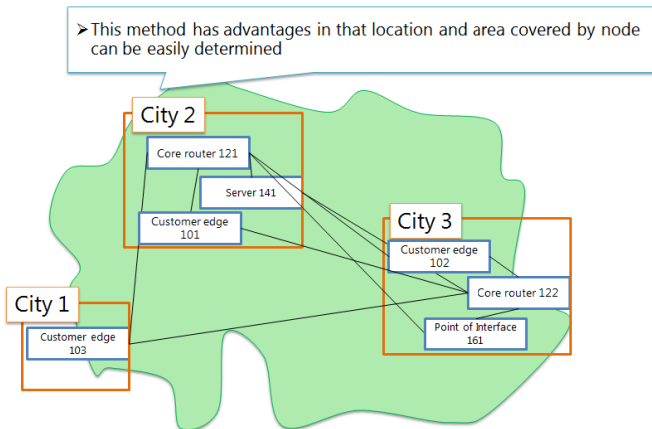 ➢This method has advantages in that location and area covered by node
can be easily determined
City 2
Core router 121
Server 141
Customer edge
101
City 3
Customer edge
102
Core router 122
Point of Interface
161
City 1
Customer edge
103